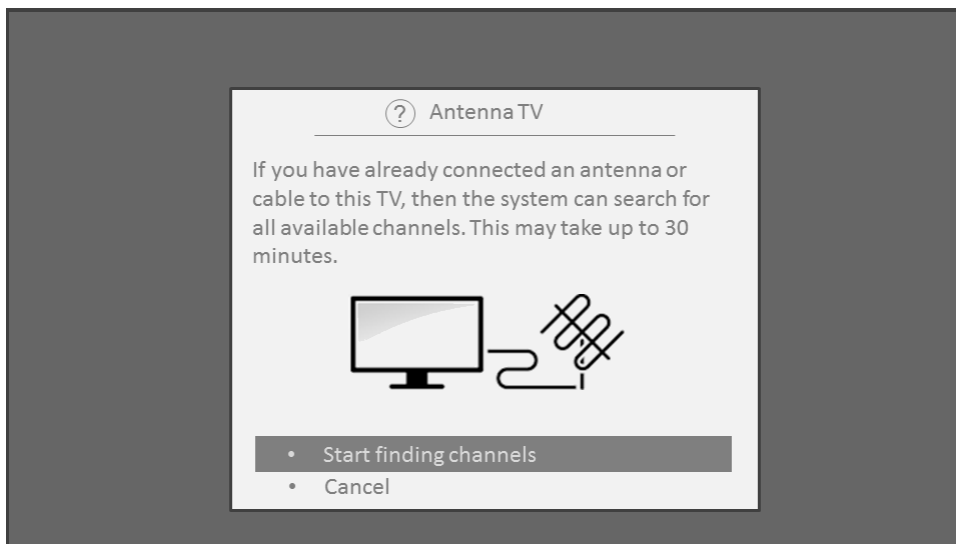 ? Antenna TV
If you have already connected an antenna or
cable to this TV, then the system can search for
all available channels. This may take up to 30
minutes.
• Start finding channels
• Cancel